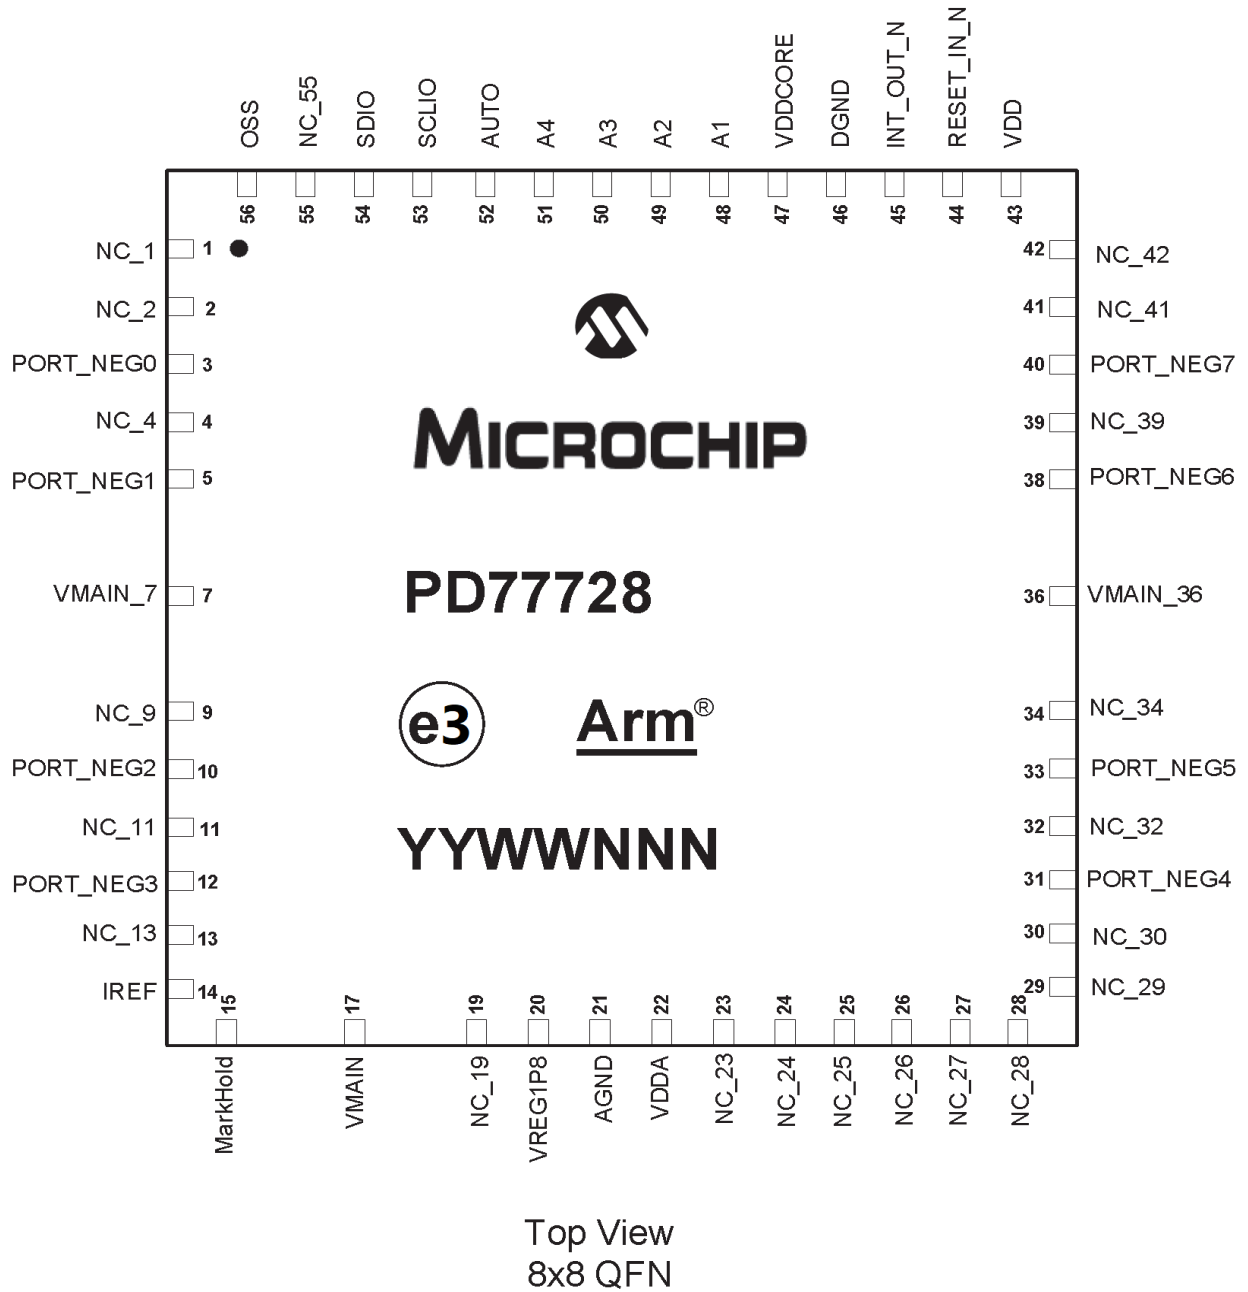 OSS NC_55 SDIO SCLIO AUTO A4 A3 A2 A1 VDDCORE DGND INT_OUT_N RESET_IN_N VDD
56 55 54 53 52 51 50 49 48 47 46 45 44 43
NC_1 1 42 NC_42
NC_2 2 41 NC_41
PORT_NEG0 3 40 PORT_NEG7
NC_4 4 39 NC_39
MICROCHIP
PORT_NEG1 5 38 PORT_NEG6
VMAIN_7 7 PD77728 36 VMAIN_36
NC_9 9 e3 Arm® 34 NC_34
PORT_NEG2 10 33 PORT_NEG5
NC_11 11 YYWWNNN 32 NC_32
PORT_NEG3 12 31 PORT_NEG4
NC_13 13 30 NC_30
IREF 14 29 NC_29
15 17 19 20 21 22 23 24 25 26 27 28
MarkHold VMAIN NC_19 VREG1P8 AGND VDDA NC_23 NC_24 NC_25 NC_26 NC_27 NC_28
Top View
8x8 QFN